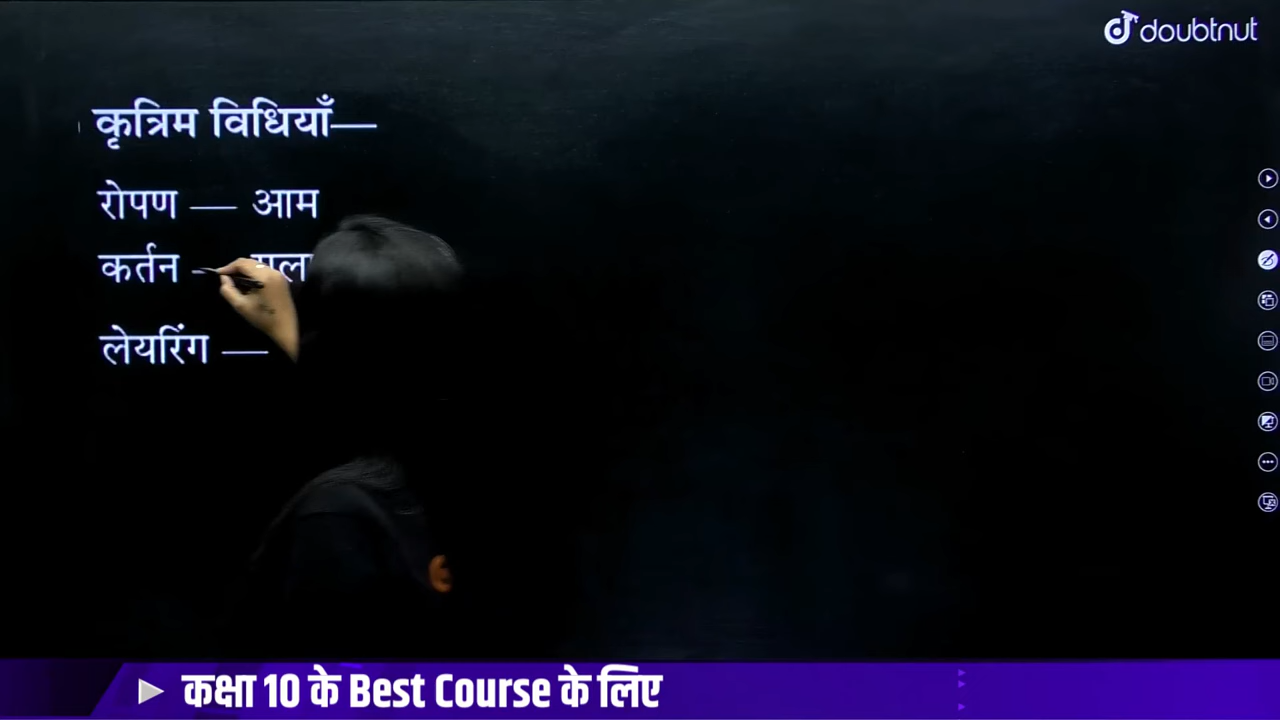 doubtnut
कृत्रिम विधियाँ—
रोपण — आम
कर्तन -
लेयरिंग —
कक्षा 10 के Best Course के लिए